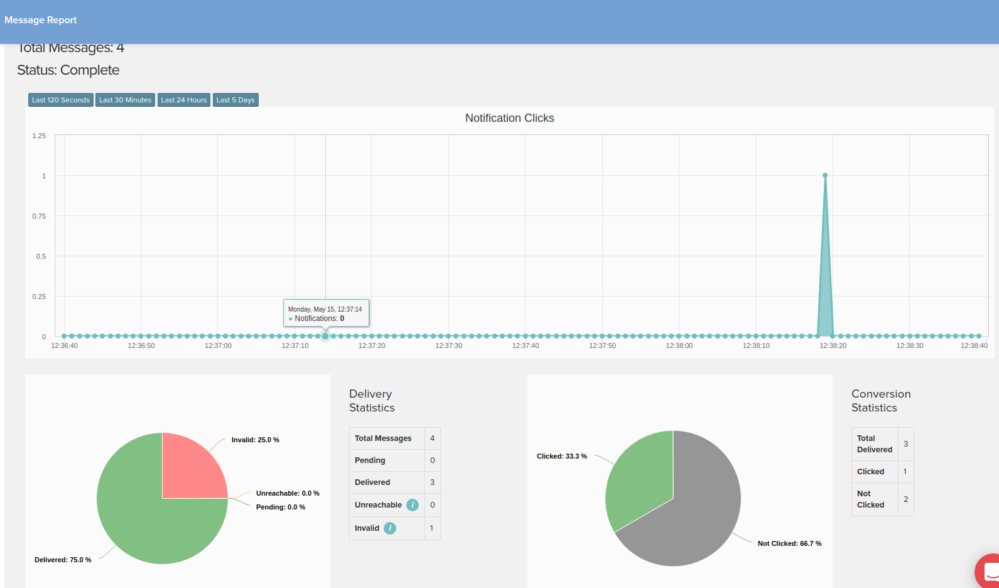 Message Report
Total Messages: 4
Status: Complete
Last 120 Seconds
Last 30 Minutes
Last 24 Hours
Last 5 Days
Notification Clicks
1.25
1
0.75
0.5
0.25
0
Monday, May 15, 12:37:14
Notifications: 0
12:36:40
12:36:50
12:37:00
12:37:10
12:37:20
12:37:30
12:37:40
12:37:50
12:38:00
12:38:10
12:38:20
12:38:30
12:38:40
Invalid: 25.0 %
Unreachable: 0.0 %
Pending: 0.0 %
Delivered: 75.0 %
Delivery
Statistics
Total Messages 4
Pending 0
Delivered 3
Unreachable i 0
Invalid i 1
Clicked: 33.3 %
Not Clicked: 66.7 %
Conversion
Statistics
Total
Delivered 3
Clicked 1
Not
Clicked 2